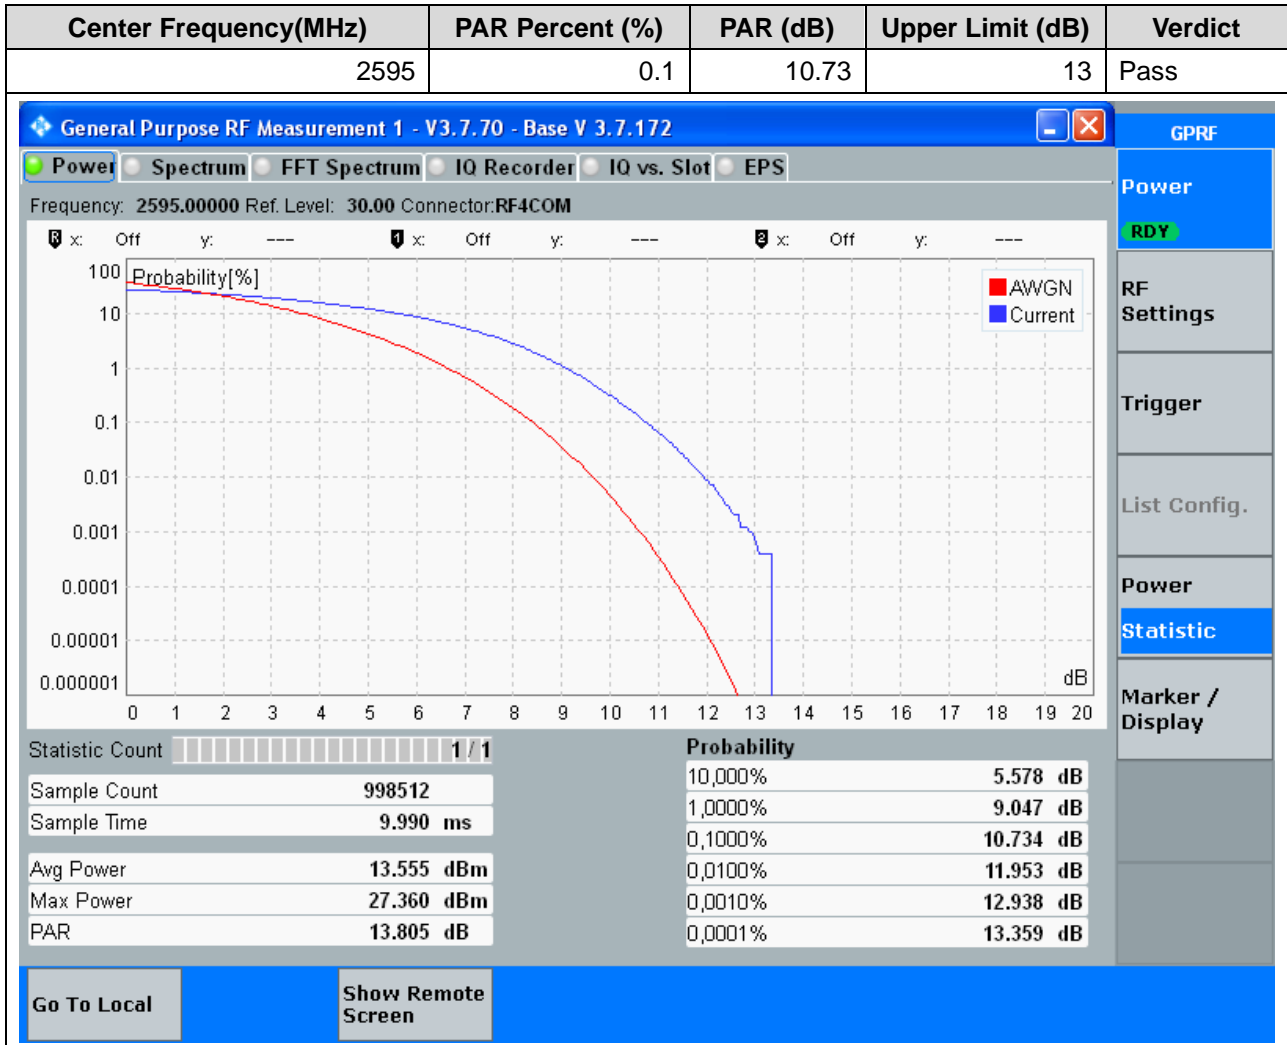 Center Frequency(MHz) PAR Percent (%) PAR (dB) Upper Limit (dB) Verdict
2595 0.1 10.73 13 Pass
General Purpose RF Measurement 1 - V3.7.70 - Base V 3.7.172
GPRF
Power Spectrum FFT Spectrum IQ Recorder IQ vs. Slot EPS
Power
RDY
Frequency: 2595.00000 Ref. Level: 30.00 Connector:RF4COM
R x: Off y: --- 1 x: Off y: --- 2 x: Off y: ---
Probability[%]
AWGN
Current
100
10
1
0.1
0.01
0.001
0.0001
0.00001
0.000001
dB
0 1 2 3 4 5 6 7 8 9 10 11 12 13 14 15 16 17 18 19 20
RF
Settings
Trigger
List Config.
Power
Statistic
Marker /
Display
Statistic Count 1 / 1
Sample Count 998512
Sample Time 9.990 ms
Avg Power 13.555 dBm
Max Power 27.360 dBm
PAR 13.805 dB
Probability
10,000% 5.578 dB
1,0000% 9.047 dB
0,1000% 10.734 dB
0,0100% 11.953 dB
0,0010% 12.938 dB
0,0001% 13.359 dB
Go To Local
Show Remote
Screen